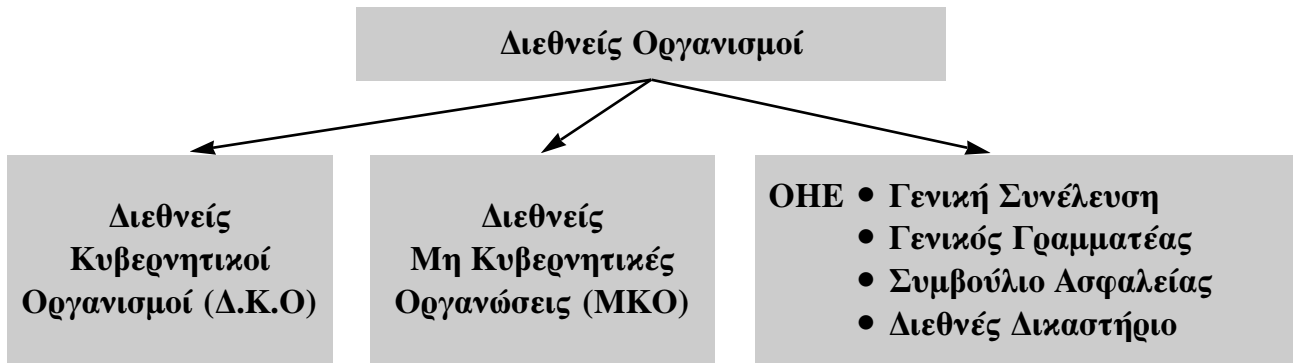 Διεθνείς Οργανισμοί
Διεθνείς
Κυβερνητικοί
Οργανισμοί (Δ.Κ.Ο)
Διεθνείς
Μη Κυβερνητικές
Οργανώσεις (ΜΚΟ)
ΟΗΕ • Γενική Συνέλευση
• Γενικός Γραμματέας
• Συμβούλιο Ασφαλείας
• Διεθνές Δικαστήριο